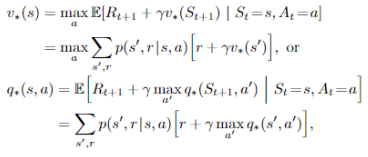 v_*(s) = max_a E[R_{t+1} + γv_*(S_{t+1}) | S_t=s, A_t=a]
= max_a ∑_{s',r} p(s', r|s, a)[r + γv_*(s')], or
q_*(s, a) = E[R_{t+1} + γ max_{a'} q_*(S_{t+1}, a') | S_t=s, A_t=a]
= ∑_{s',r} p(s', r|s, a)[r + γ max_{a'} q_*(s', a')],